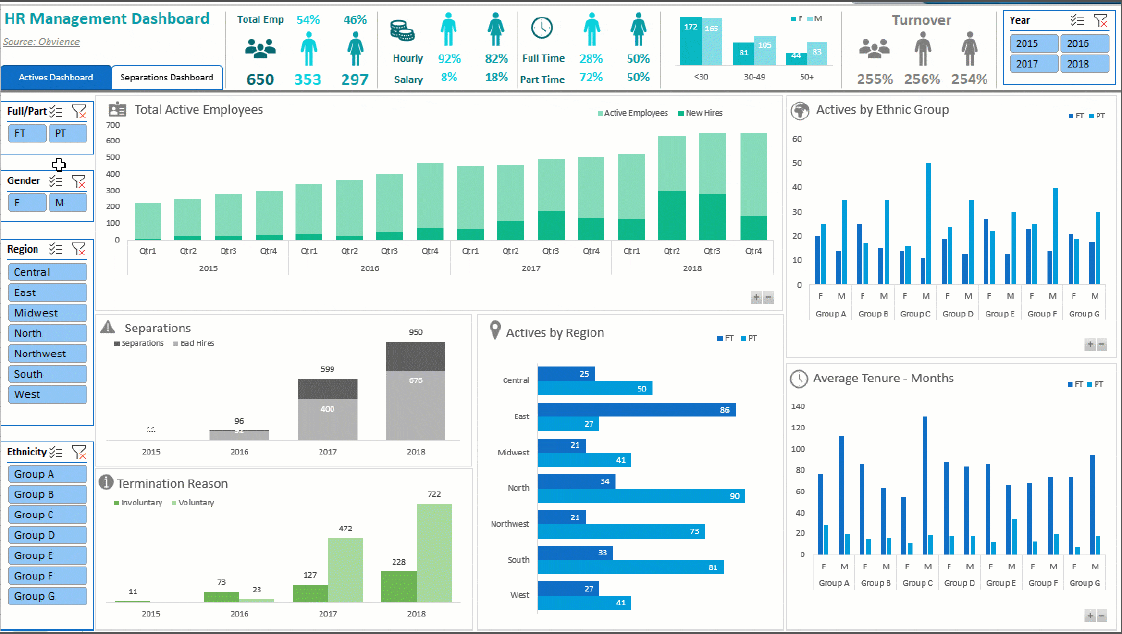 HR Management Dashboard
Source: Obvience
Actives Dashboard
Separations Dashboard
Total Emp 54% 46%
650 353 297
Hourly 92% 82%
Salary 8% 18%
Full Time 28% 50%
Part Time 72% 50%
F M
172 81 44
105 83
<30 30-49 50+
Turnover
255% 256% 254%
Year
2015 2016
2017 2018
Full/Part
FT PT
Gender
F M
Region
Central
East
Midwest
North
Northwest
South
West
Ethnicity
Group A
Group B
Group C
Group D
Group E
Group F
Group G
Total Active Employees
Active Employees New Hires
700
600
500
400
300
200
100
0
Qtr1 Qtr2 Qtr3 Qtr4 Qtr1 Qtr2 Qtr3 Qtr4 Qtr1 Qtr2 Qtr3 Qtr4 Qtr1 Qtr2 Qtr3 Qtr4
2015 2016 2017 2018
Separations
Separations Bad Hires
96 599 950
400 676
2015 2016 2017 2018
Termination Reason
Involuntary Voluntary
11 78 23 127 472 228 722
2015 2016 2017 2018
Actives by Region
FT PT
Central 25
50
East 86
27
Midwest 21
41
North 34
90
Northwest 21
73
South 33
81
West 27
41
Actives by Ethnic Group
FT PT
60
50
40
30
20
10
0
F M F M F M F M F M F M F M
Group A Group B Group C Group D Group E Group F Group G
Average Tenure - Months
FT PT
140
120
100
80
60
40
20
0
F M F M F M F M F M F M F M
Group A Group B Group C Group D Group E Group F Group G